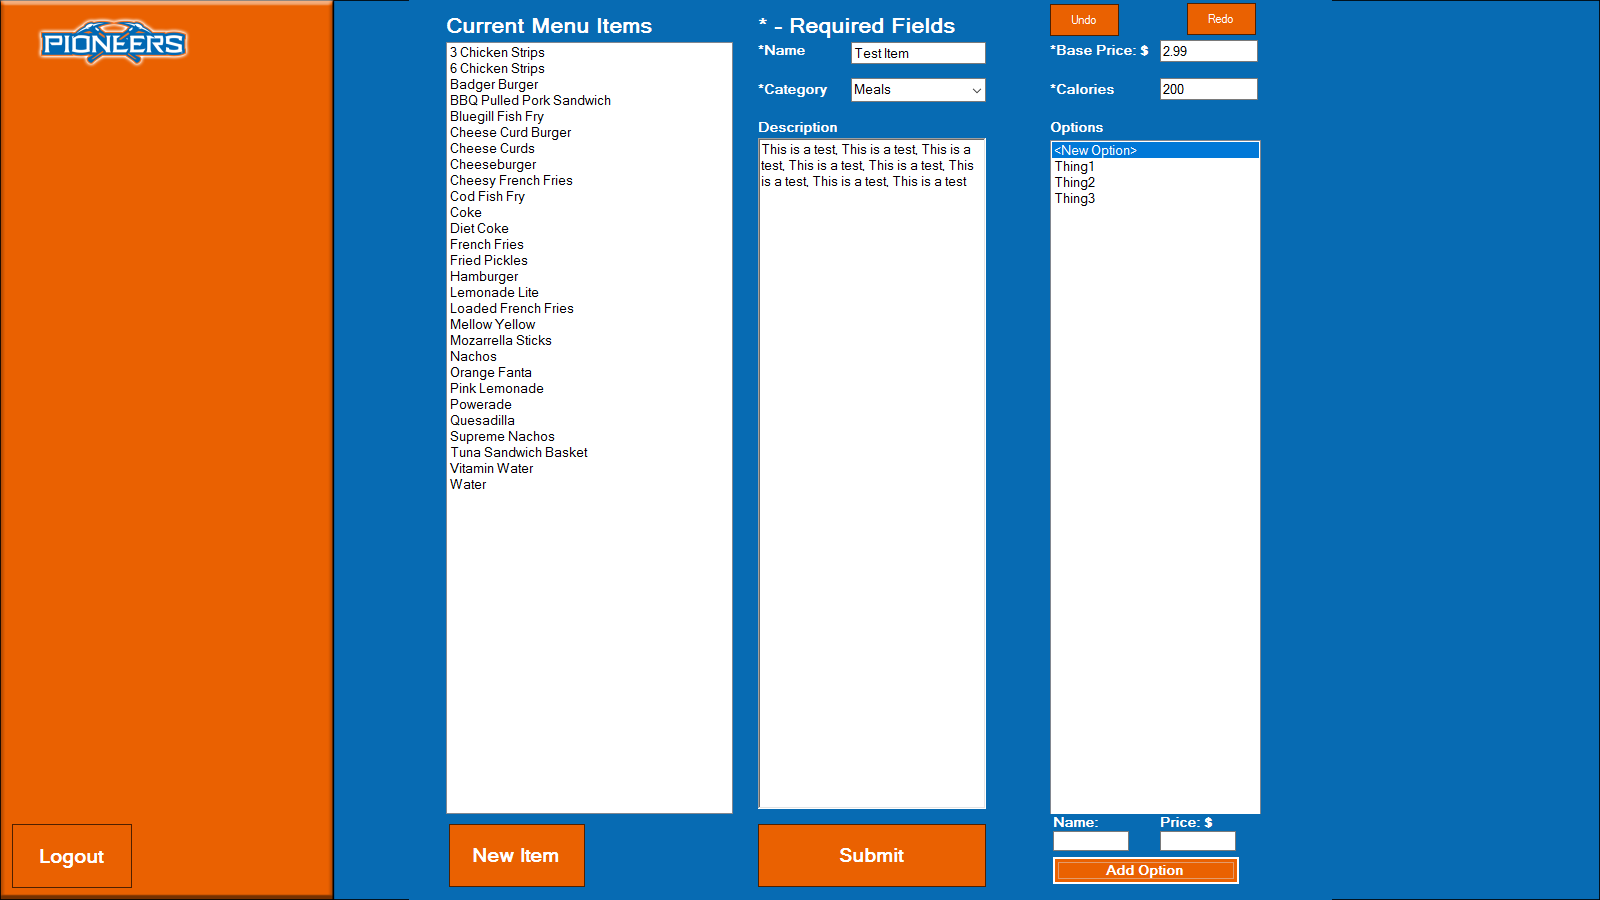 PIONEERS
Logout
Current Menu Items
3 Chicken Strips
6 Chicken Strips
Badger Burger
BBQ Pulled Pork Sandwich
Bluegill Fish Fry
Cheese Curd Burger
Cheese Curds
Cheeseburger
Cheesy French Fries
Cod Fish Fry
Coke
Diet Coke
French Fries
Fried Pickles
Hamburger
Lemonade Lite
Loaded French Fries
Mellow Yellow
Mozarrella Sticks
Nachos
Orange Fanta
Pink Lemonade
Powerade
Quesadilla
Supreme Nachos
Tuna Sandwich Basket
Vitamin Water
Water
New Item
* - Required Fields
*Name Test Item
*Category Meals
Description
This is a test, This is a test, This is a
test, This is a test, This is a test, This
is a test, This is a test, This is a test
Submit
Undo Redo
*Base Price: $ 2.99
*Calories 200
Options
<New Option>
Thing1
Thing2
Thing3
Name: Price: $
Add Option